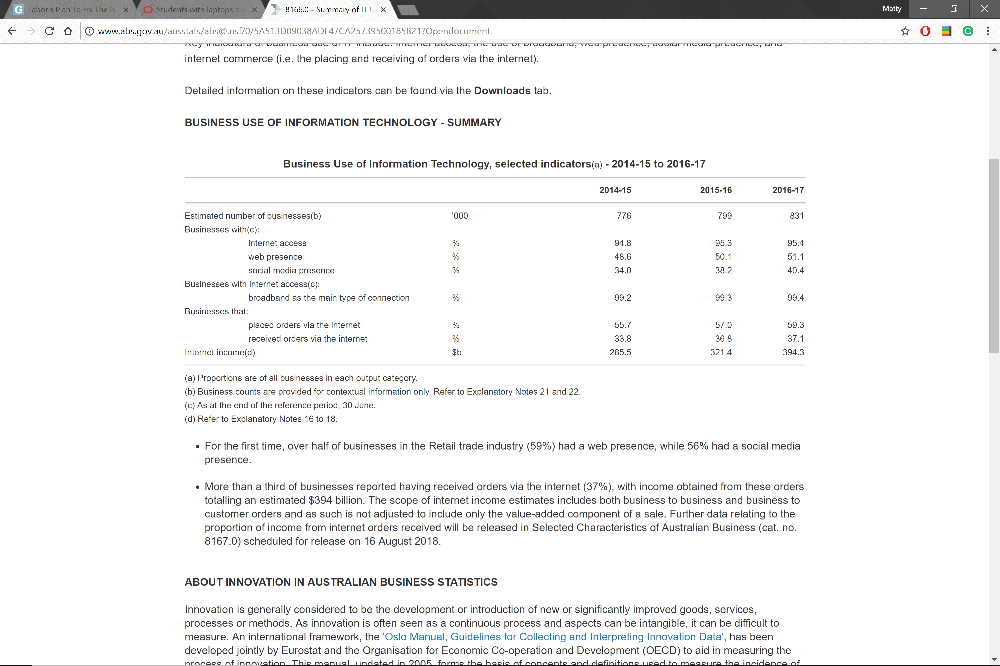 Labor's Plan To Fix The N
Students with laptops did
8166.0 - Summary of IT U
Matty
www.abs.gov.au/ausstats/abs@.nsf/0/5A513D09038ADF47CA25739500185B21?Opendocument
Key indicators of business use of IT include: internet access, the use of broadband, web presence, social media presence, and
internet commerce (i.e. the placing and receiving of orders via the internet).
Detailed information on these indicators can be found via the Downloads tab.
BUSINESS USE OF INFORMATION TECHNOLOGY - SUMMARY
Business Use of Information Technology, selected indicators(a) - 2014-15 to 2016-17
2014-15 2015-16 2016-17
Estimated number of businesses(b) '000 776 799 831
Businesses with(c):
internet access % 94.8 95.3 95.4
web presence % 48.6 50.1 51.1
social media presence % 34.0 38.2 40.4
Businesses with internet access(c):
broadband as the main type of connection % 99.2 99.3 99.4
Businesses that:
placed orders via the internet % 55.7 57.0 59.3
received orders via the internet % 33.8 36.8 37.1
Internet income(d) $b 285.5 321.4 394.3
(a) Proportions are of all businesses in each output category.
(b) Business counts are provided for contextual information only. Refer to Explanatory Notes 21 and 22.
(c) As at the end of the reference period, 30 June.
(d) Refer to Explanatory Notes 16 to 18.
• For the first time, over half of businesses in the Retail trade industry (59%) had a web presence, while 56% had a social media
presence.
• More than a third of businesses reported having received orders via the internet (37%), with income obtained from these orders
totalling an estimated $394 billion. The scope of internet income estimates includes both business to business and business to
customer orders and as such is not adjusted to include only the value-added component of a sale. Further data relating to the
proportion of income from internet orders received will be released in Selected Characteristics of Australian Business (cat. no.
8167.0) scheduled for release on 16 August 2018.
ABOUT INNOVATION IN AUSTRALIAN BUSINESS STATISTICS
Innovation is generally considered to be the development or introduction of new or significantly improved goods, services,
processes or methods. As innovation is often seen as a continuous process and aspects can be intangible, it can be difficult to
measure. An international framework, the 'Oslo Manual, Guidelines for Collecting and Interpreting Innovation Data', has been
developed jointly by Eurostat and the Organisation for Economic Co-operation and Development (OECD) to aid in measuring the
process of innovation. This manual, updated in 2005, forms the basis of concepts and definitions used to measure the incidence of